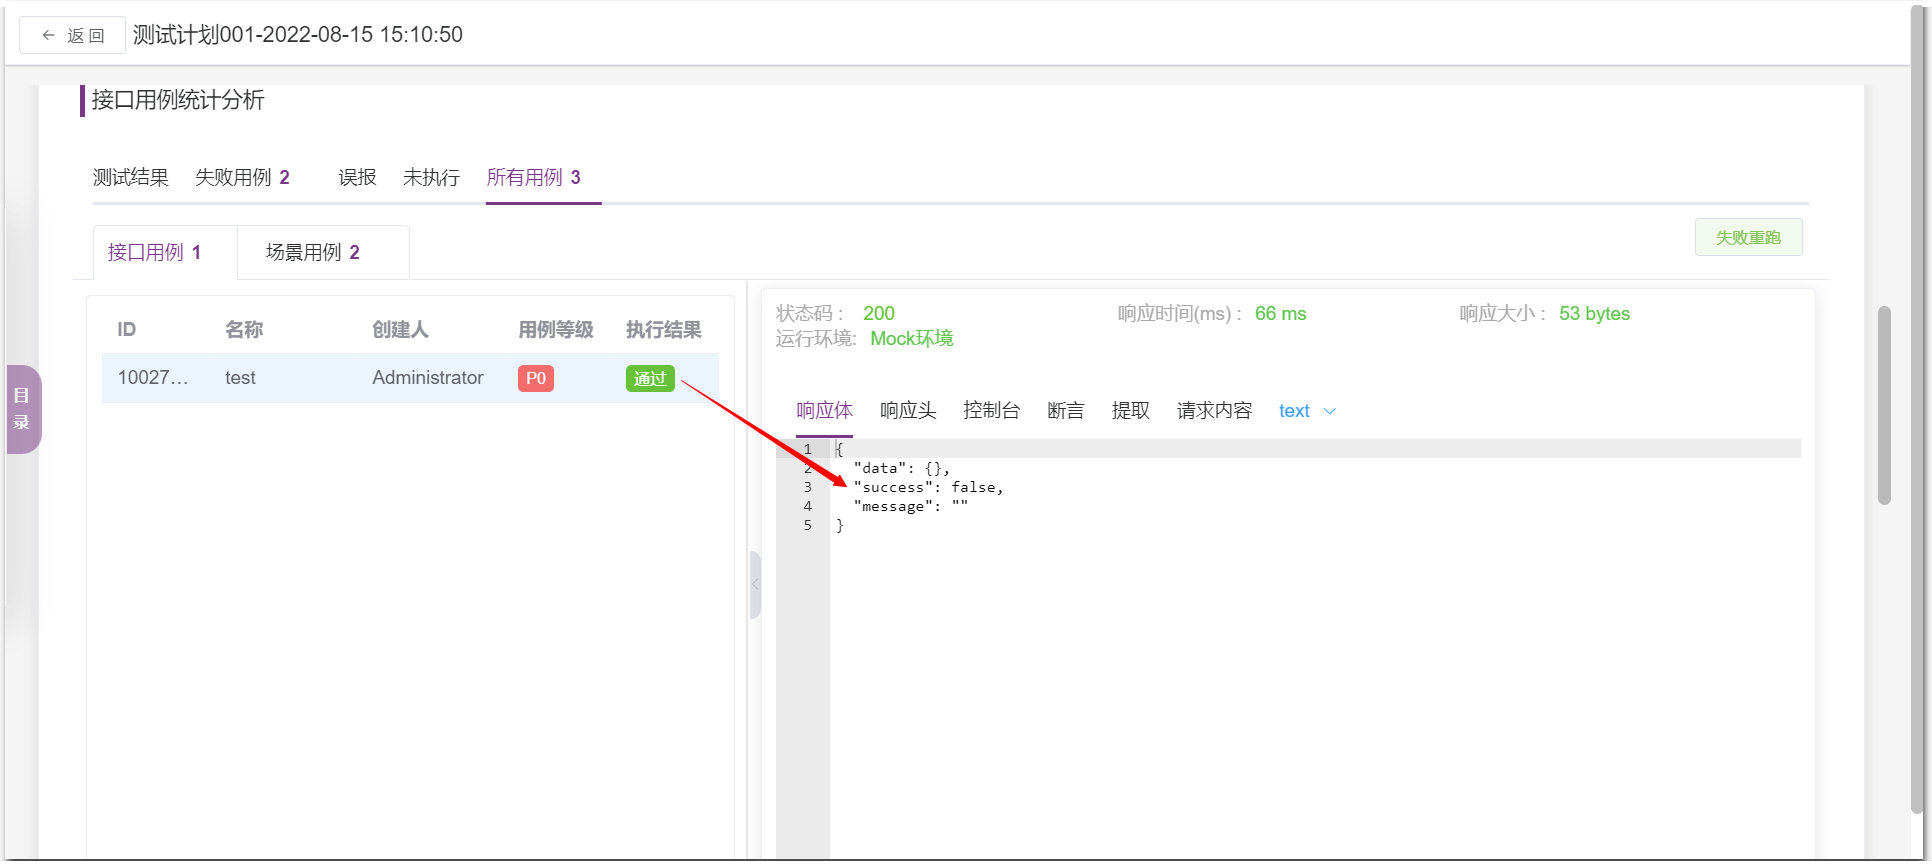 ← 返 回 测试计划001-2022-08-15 15:10:50
接口用例统计分析
测试结果 失败用例 2 误报 未执行 所有用例 3
接口用例 1 场景用例 2 失败重跑
ID 名称 创建人 用例等级 执行结果
10027... test Administrator P0 通过
目录
状态码： 200 响应时间(ms)： 66 ms 响应大小： 53 bytes
运行环境: Mock环境
响应体 响应头 控制台 断言 提取 请求内容 text
1 {
2 "data": {},
3 "success": false,
4 "message": ""
5 }